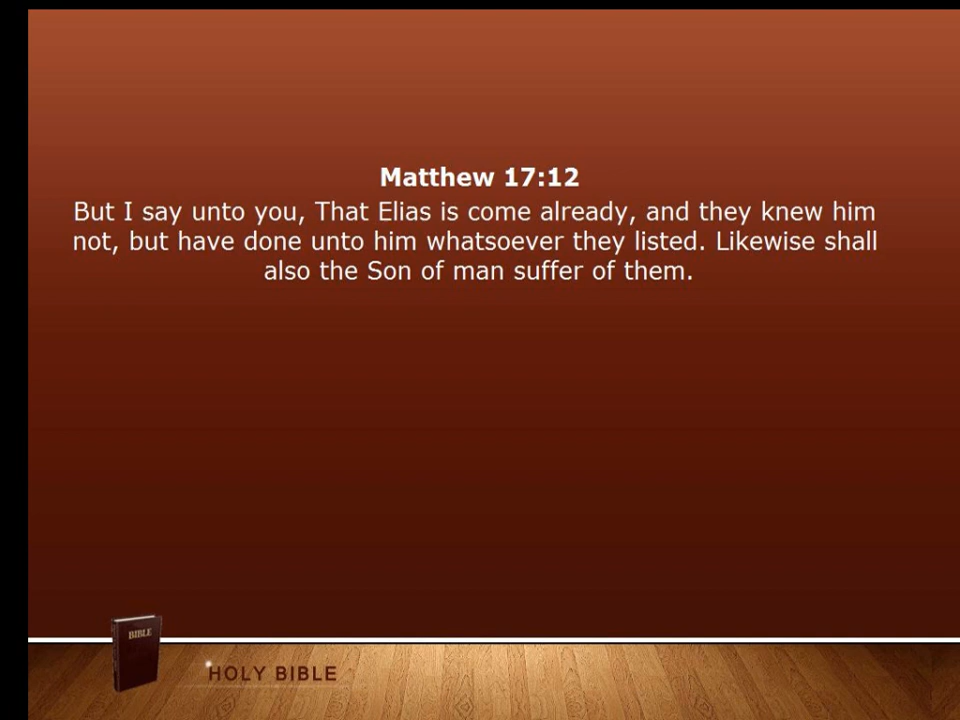 Matthew 17:12
But I say unto you, That Elias is come already, and they knew him
not, but have done unto him whatsoever they listed. Likewise shall
also the Son of man suffer of them.
BIBLE
HOLY BIBLE